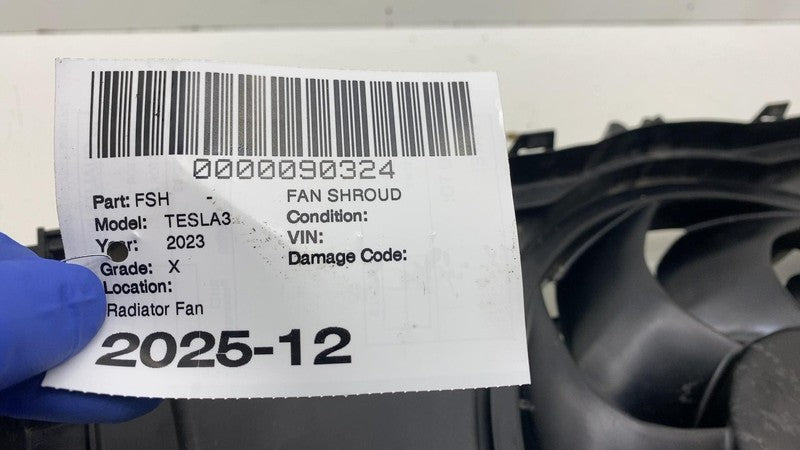 0000090324
Part: FSH - FAN SHROUD
Model: TESLA3 Condition:
Year: 2023 VIN:
Grade: X Damage Code:
Location:
Radiator Fan
2025-12